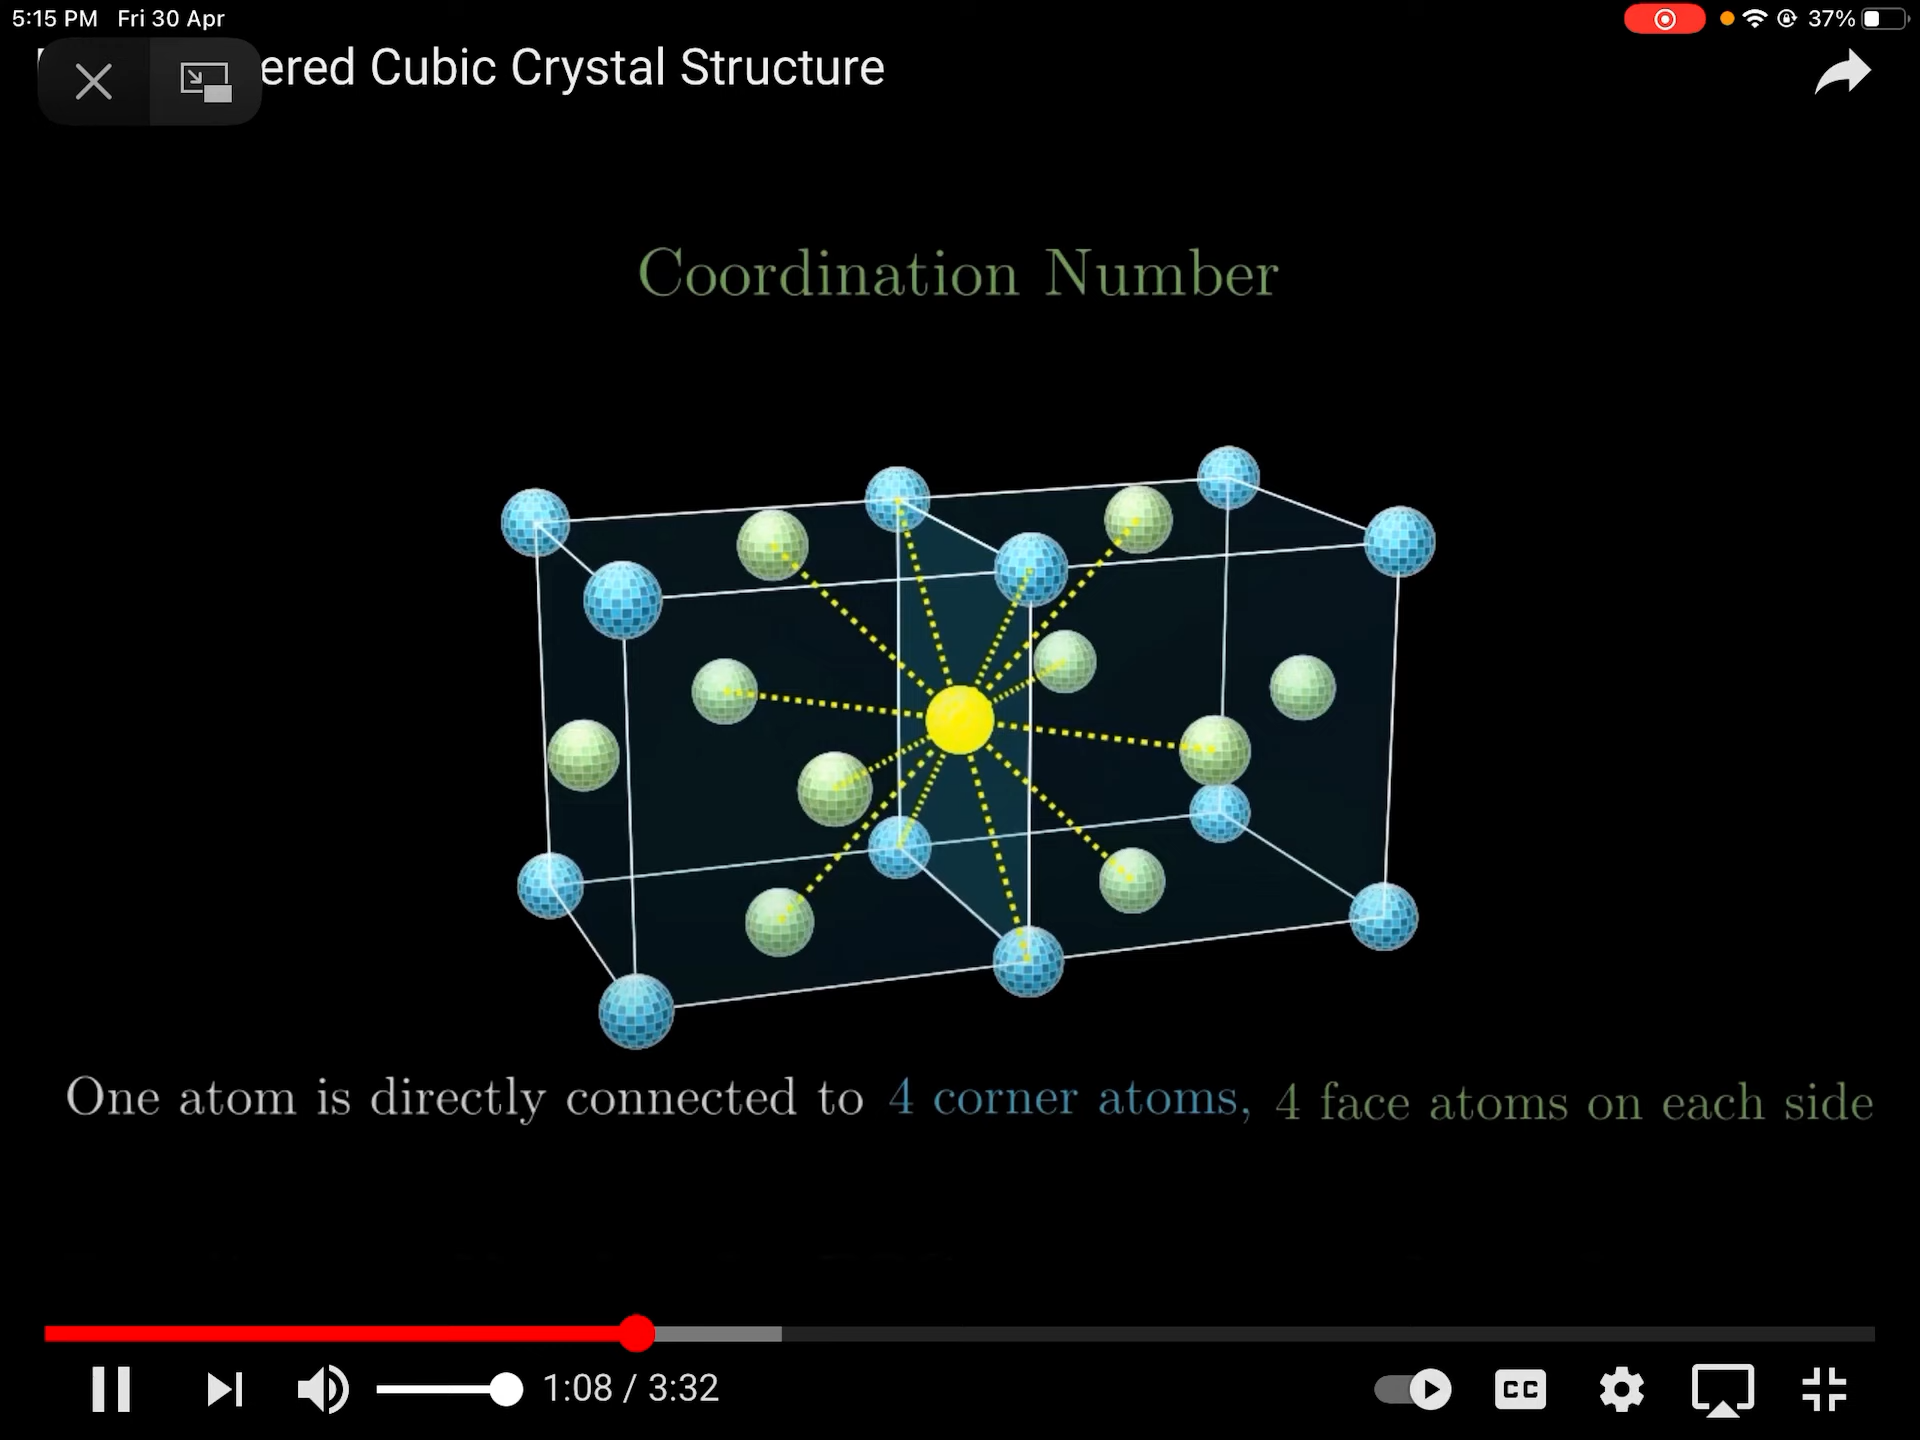 5:15 PM Fri 30 Apr
37%
Cubic Crystal Structure
Coordination Number
One atom is directly connected to 4 corner atoms, 4 face atoms on each side
1:08 / 3:32
CC